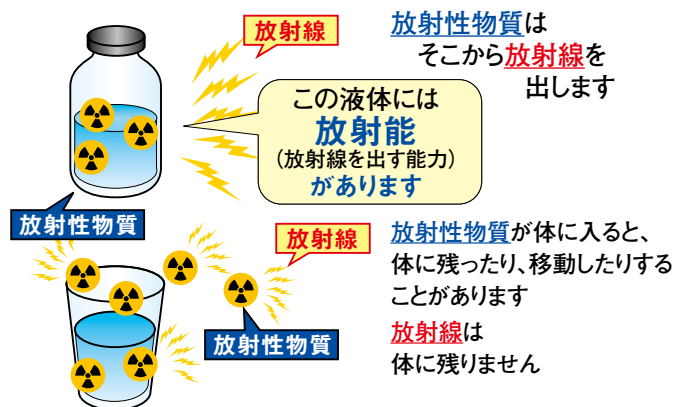 放射線
放射性物質は
そこから放射線を
出します
この液体には
放射能
（放射線を出す能力）
があります
放射性物質
放射線
放射性物質が体に入ると、
体に残ったり、移動したりする
ことがあります
放射性物質
放射線は
体に残りません